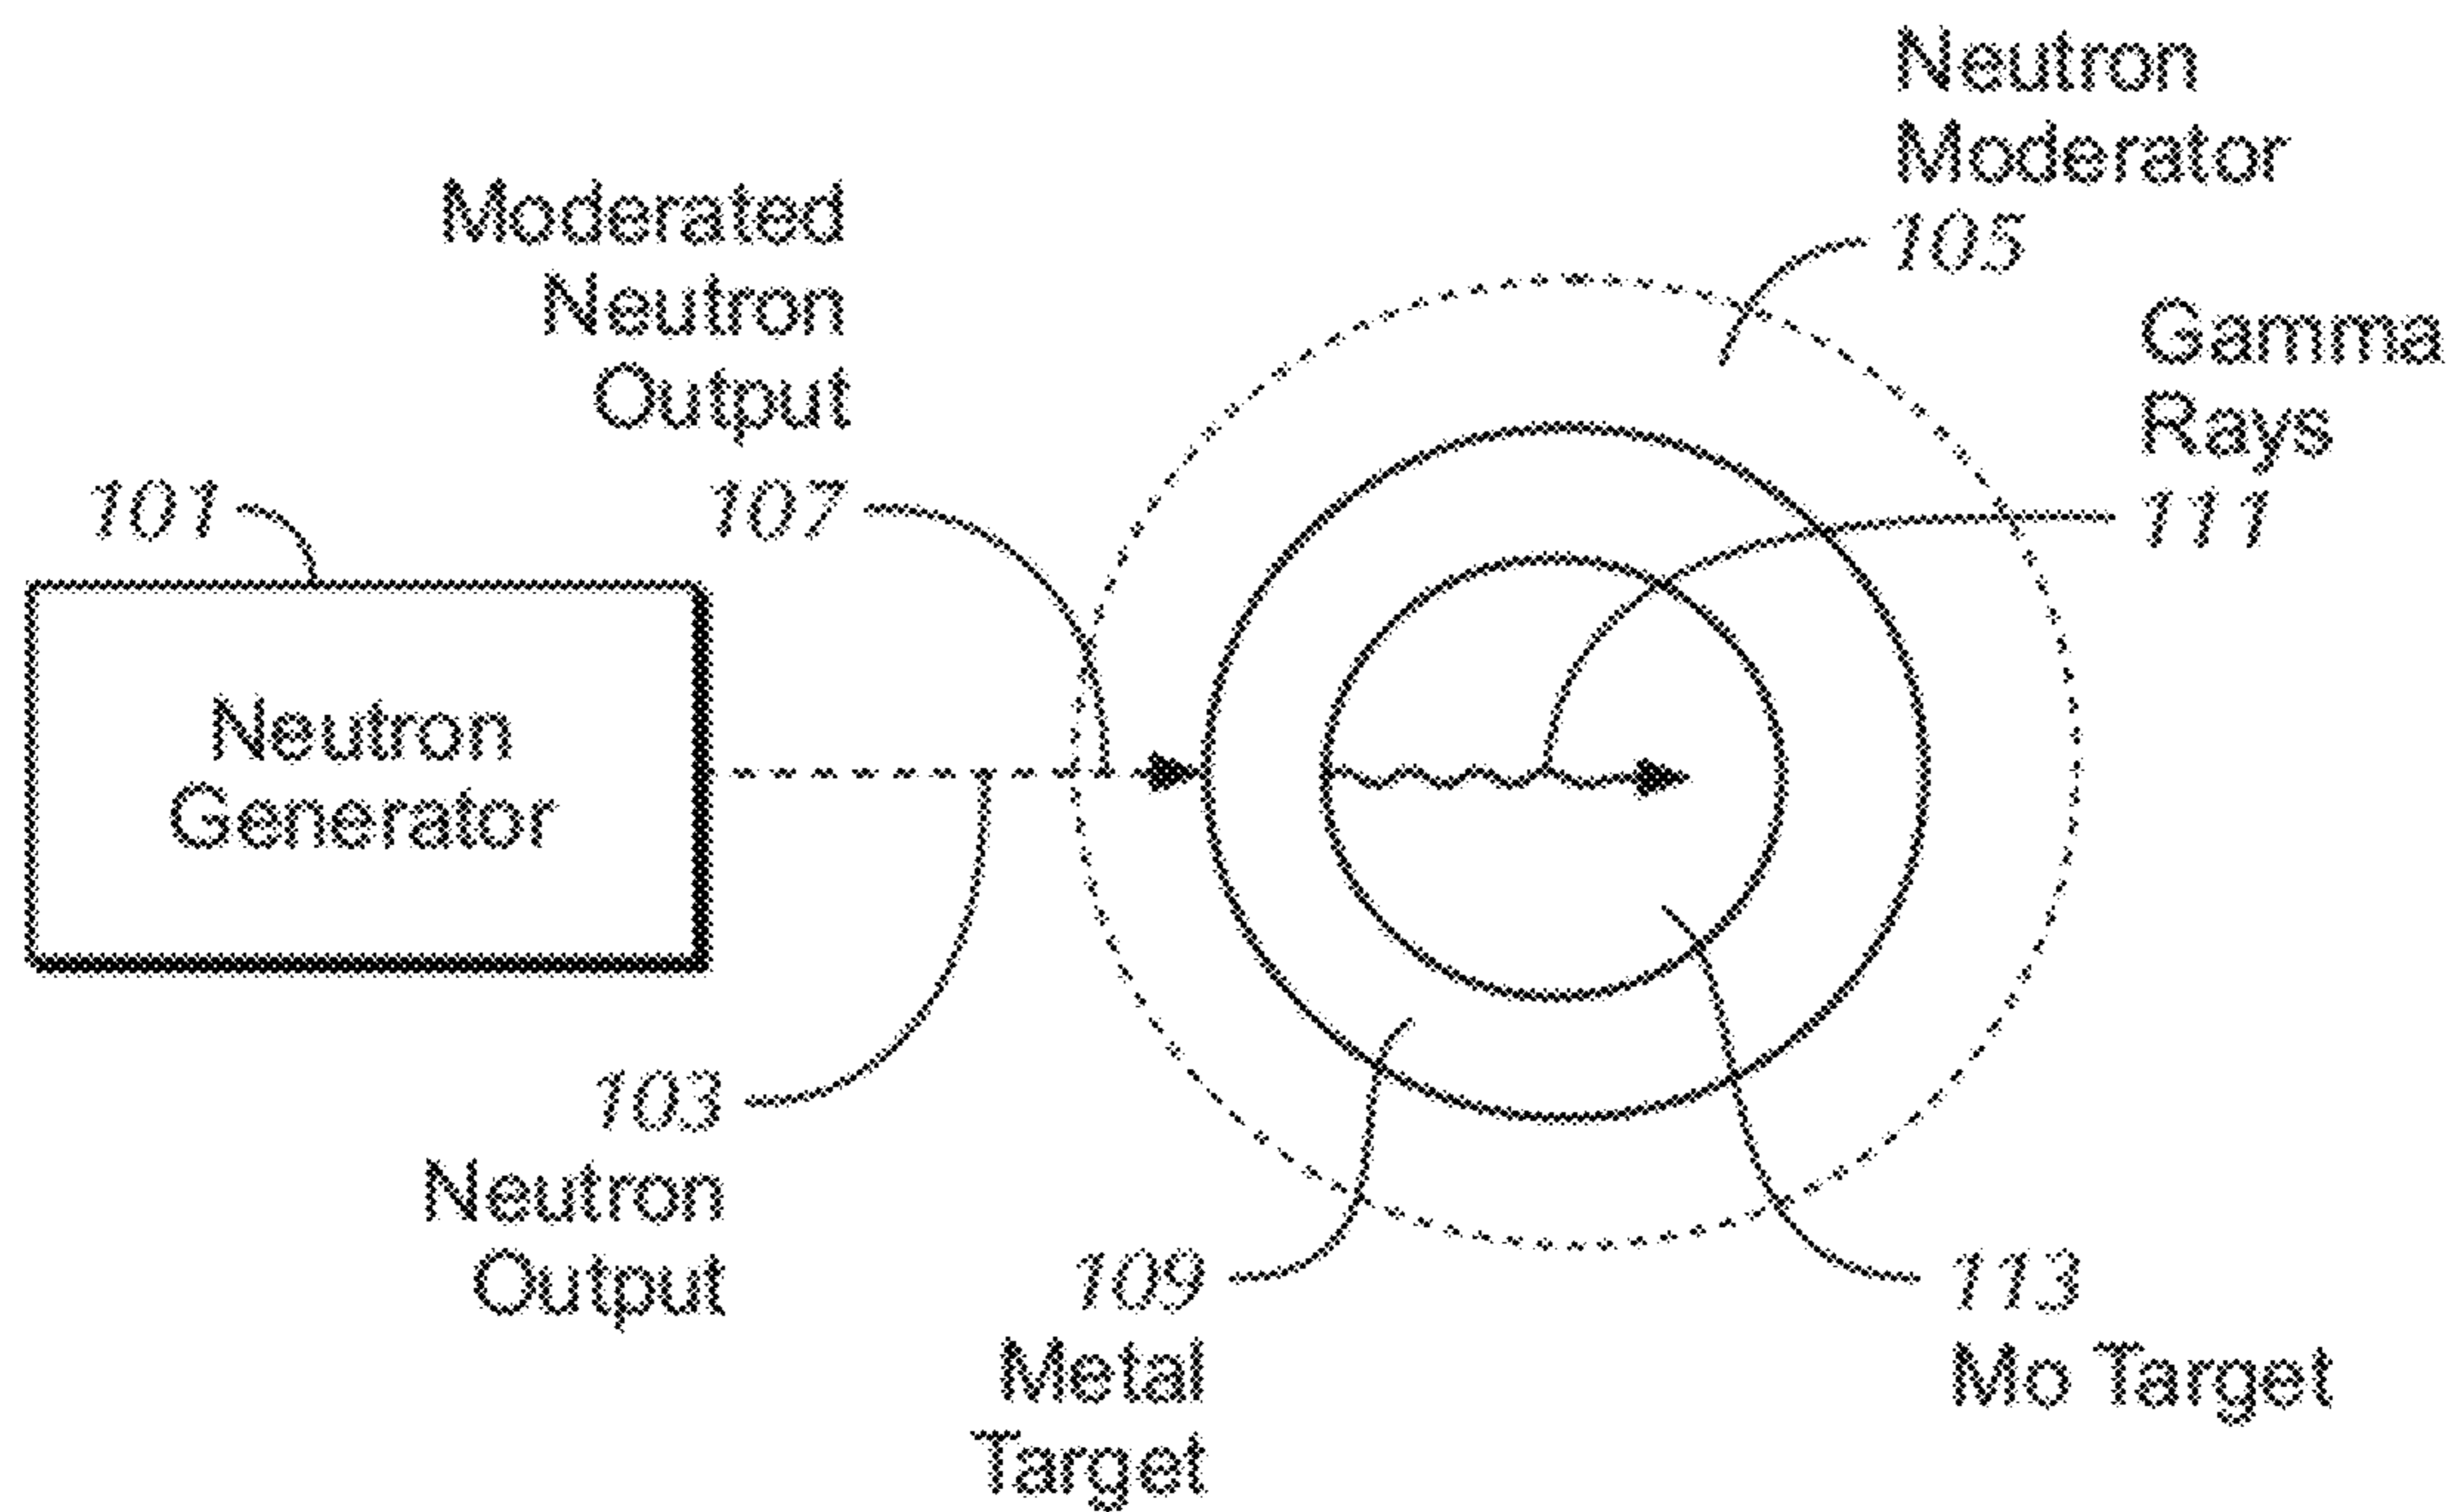 Neutron
Moderator
105
Moderated
Neutron
Output
107
Gamma
Rays
111
101
Neutron
Generator
103
Neutron
Output
109
Metal
Target
113
Mo Target